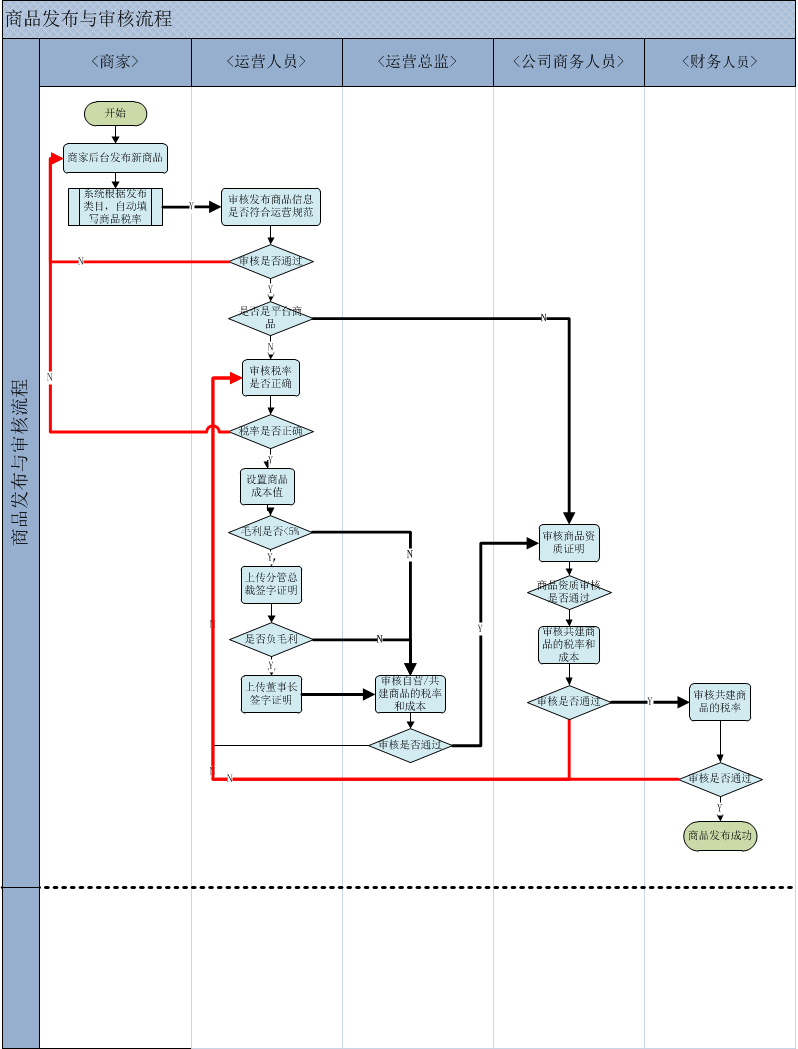 商品发布与审核流程
<商家>
<运营人员>
<运营总监>
<公司商务人员>
<财务人员>
商品发布与审核流程
开始
商家后台发布新商品
系统根据发布
类目，自动填
写商品税率
Y
审核发布商品信息
是否符合运营规范
审核是否通过
N
Y
是否是平台商
品
N
N
审核税率
是否正确
N
税率是否正确
Y
设置商品
成本值
毛利是否<5%
N
Y
上传分管总
裁签字证明
是否负毛利
N
Y
上传董事长
签字证明
审核自营/共
建商品的税率
和成本
审核是否通过
Y
N
N
N
审核商品资
质证明
商品资质审核
是否通过
审核共建商
品的税率和
成本
审核是否通过
Y
审核共建商
品的税率
审核是否通过
Y
商品发布成功